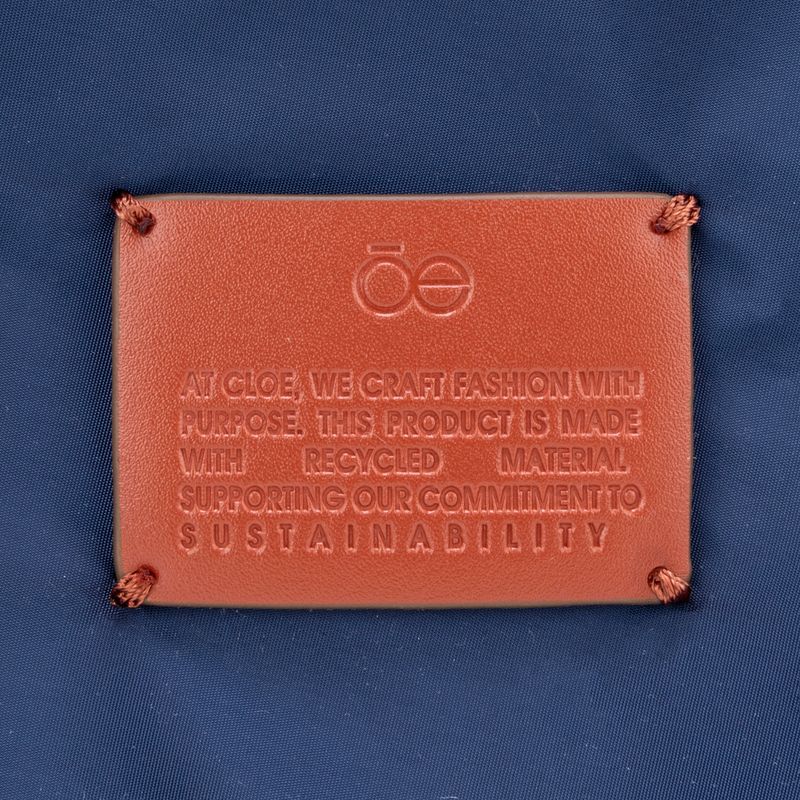 ōe
AT CLOE, WE CRAFT FASHION WITH
PURPOSE. THIS PRODUCT IS MADE
WITH RECYCLED MATERIAL
SUPPORTING OUR COMMITMENT TO
SUSTAINABILITY